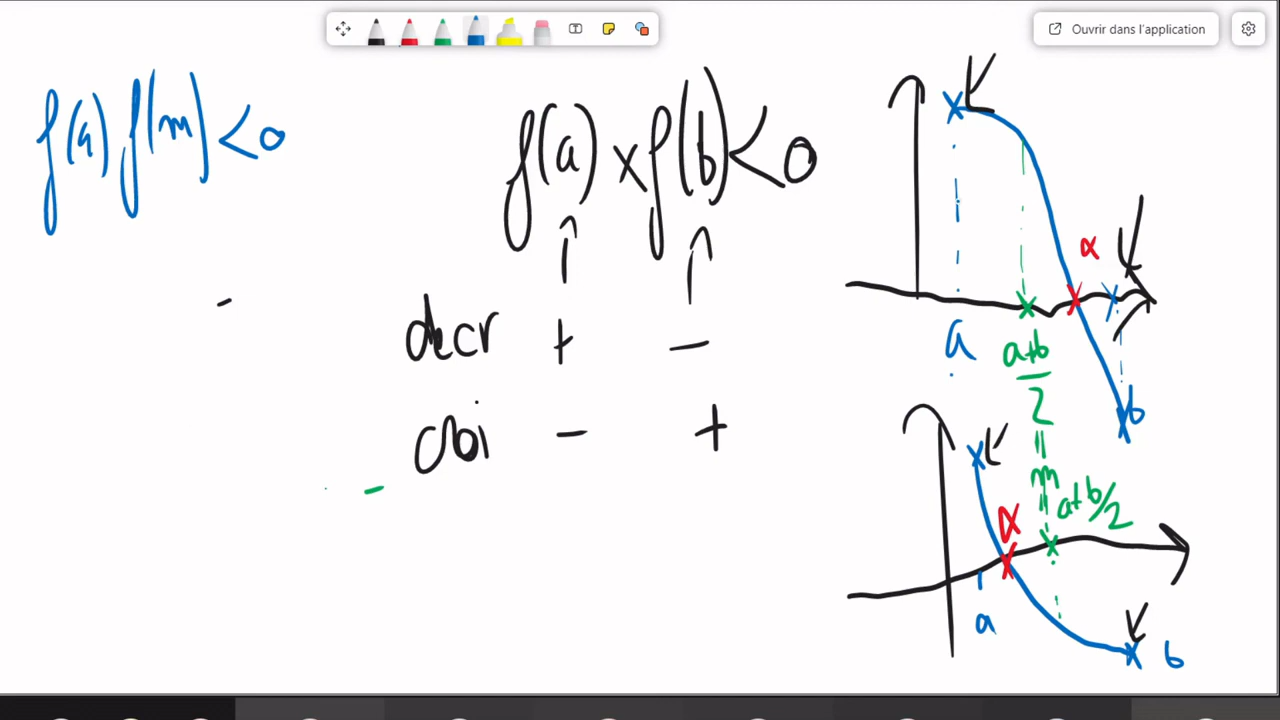 Ouvrir dans l'application
f(a) f(m) < 0
f(a) x f(b) < 0
decr + -
croi - +
α
a
a+b
2
=
m
b
α
a+b/2
a
b